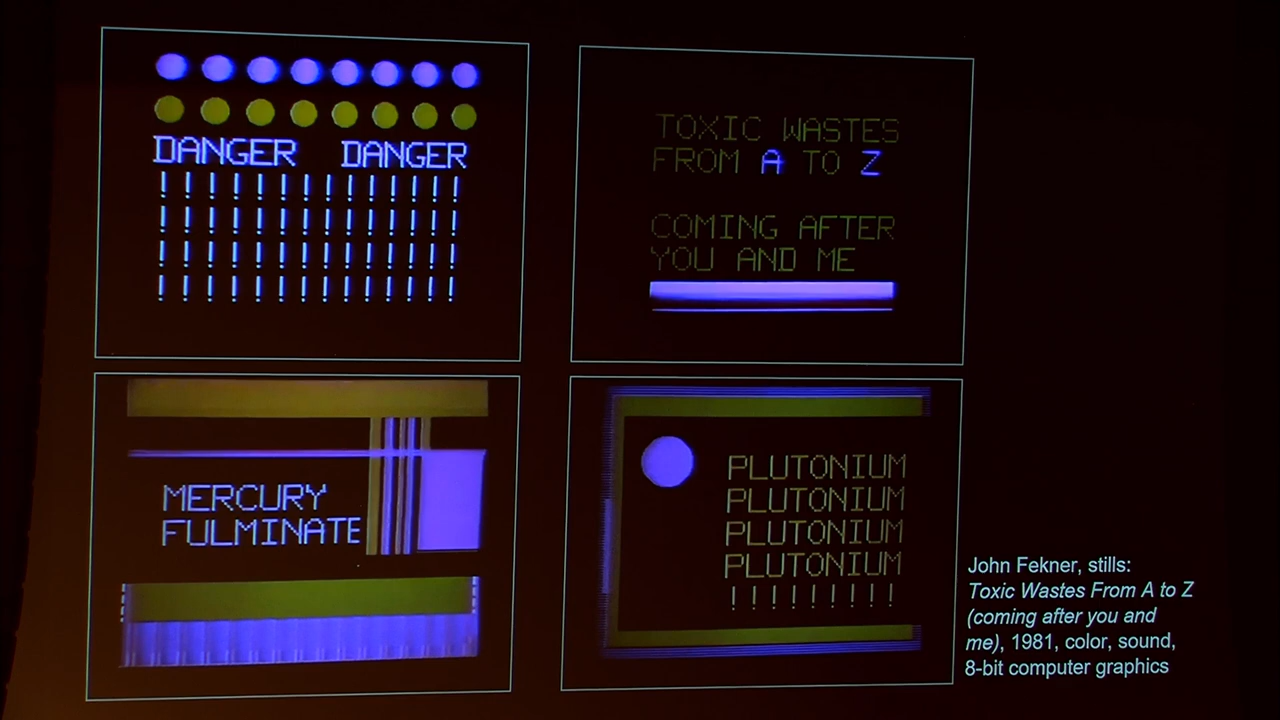 DANGER DANGER
! ! ! ! ! ! ! ! ! ! ! ! !
! ! ! ! ! ! ! ! ! ! ! ! !
! ! ! ! ! ! ! ! ! ! ! ! !
! ! ! ! ! ! ! ! ! ! ! ! !
TOXIC WASTES
FROM A TO Z
COMING AFTER
YOU AND ME
MERCURY
FULMINATE
PLUTONIUM
PLUTONIUM
PLUTONIUM
PLUTONIUM
! ! ! ! ! ! ! ! !
John Fekner, stills:
Toxic Wastes From A to Z
(coming after you and
me), 1981, color, sound,
8-bit computer graphics